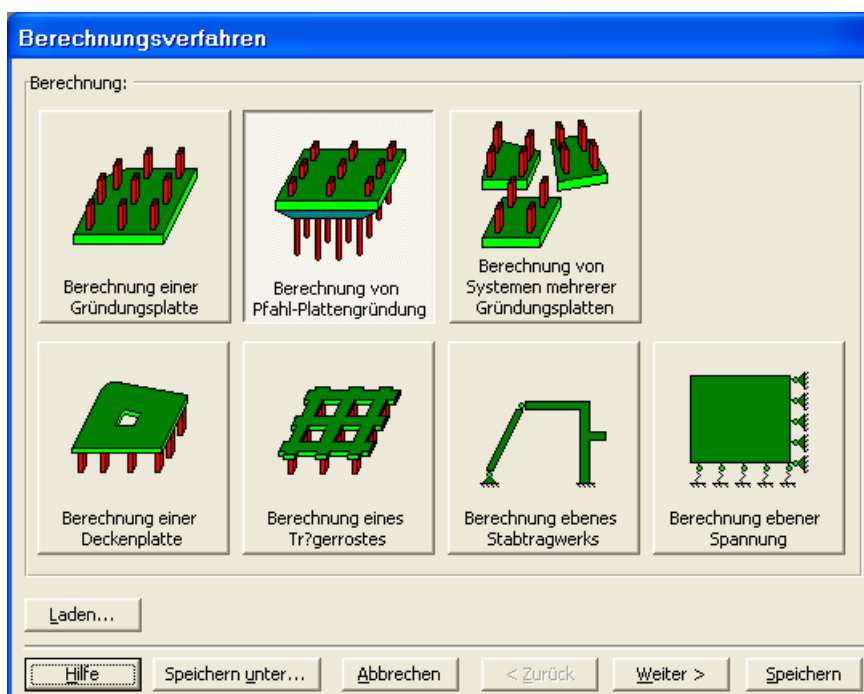 Berechnungsverfahren
Berechnung:
Berechnung einer
Gründungsplatte
Berechnung von
Pfahl-Plattengründung
Berechnung von
Systemen mehrerer
Gründungsplatten
Berechnung einer
Deckenplatte
Berechnung eines
Tr?gerrostes
Berechnung ebenes
Stabtragwerks
Berechnung ebener
Spannung
Laden...
Hilfe
Speichern unter...
Abbrechen
< Zurück
Weiter >
Speichern